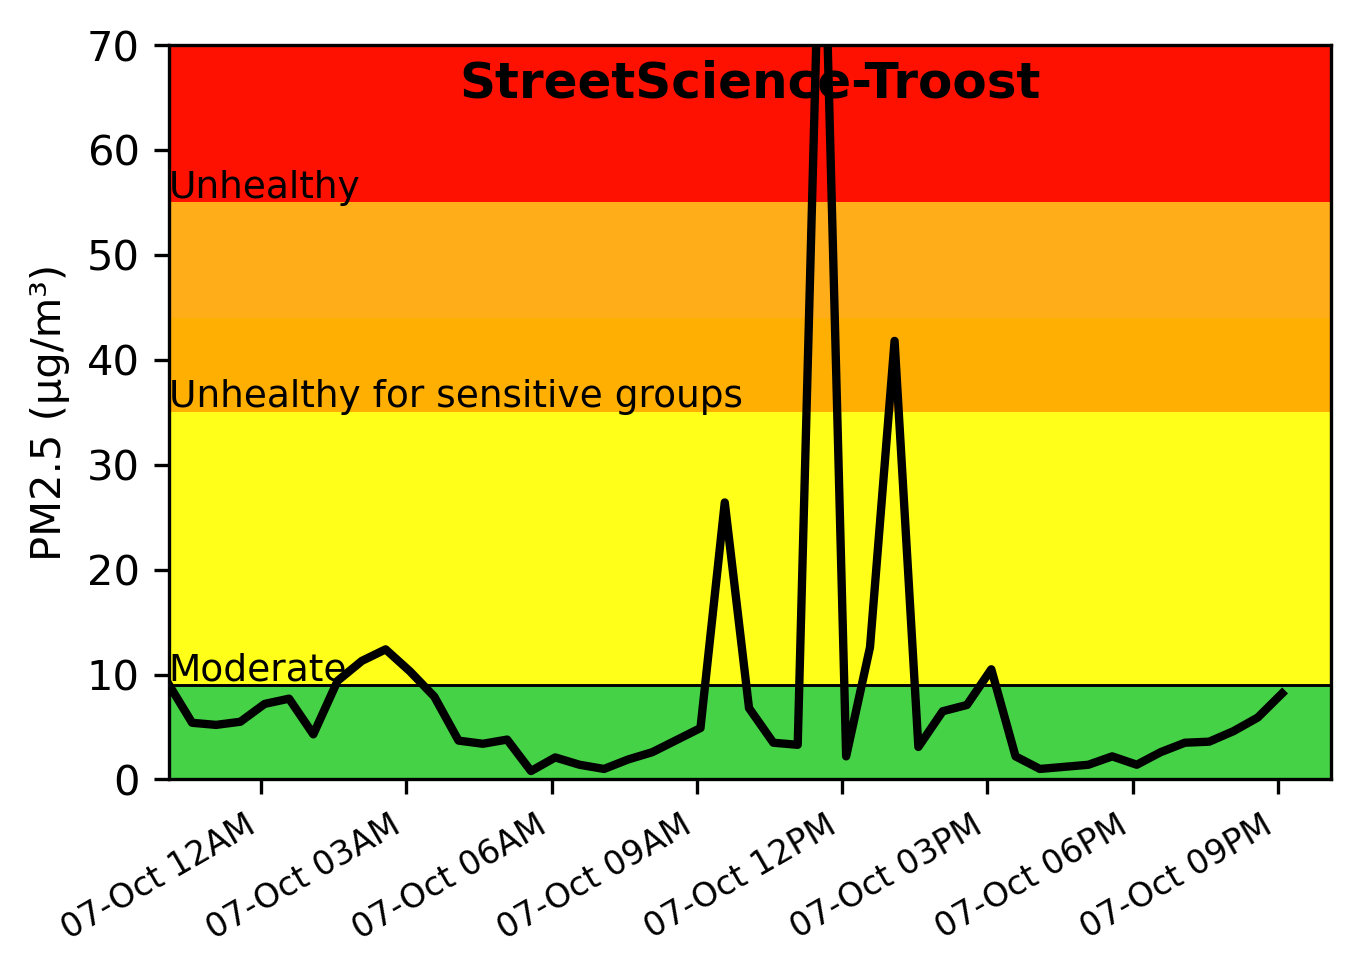 StreetScience-Troost
70
60
50
40
30
20
10
0
PM2.5 (μg/m³)
Unhealthy
Unhealthy for sensitive groups
Moderate
07-Oct 12AM
07-Oct 03AM
07-Oct 06AM
07-Oct 09AM
07-Oct 12PM
07-Oct 03PM
07-Oct 06PM
07-Oct 09PM